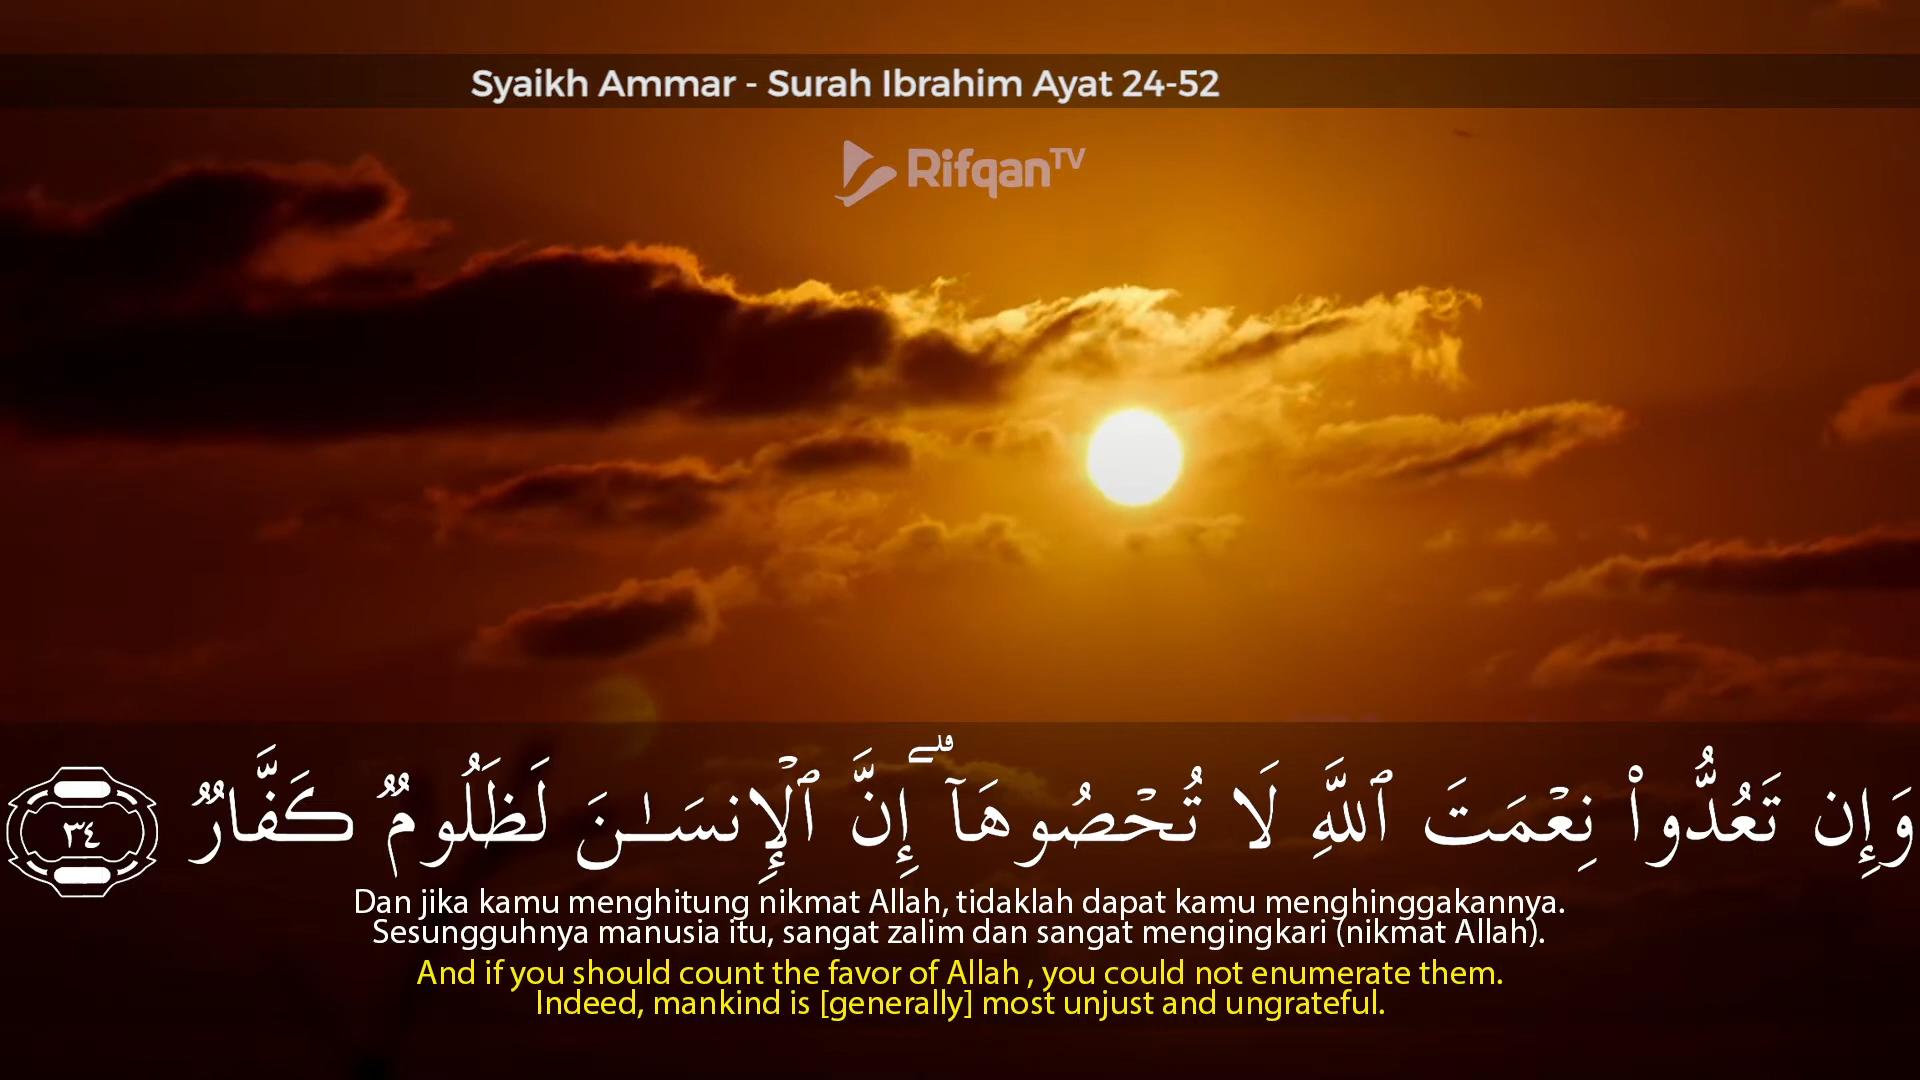 Syaikh Ammar - Surah Ibrahim Ayat 24-52
Rifqan TV
وَإِن تَعُدُّوا۟ نِعْمَتَ ٱللَّهِ لَا تُحْصُوهَآ ۗ إِنَّ ٱلْإِنسَـٰنَ لَظَلُومٌ كَفَّارٌ ٣٤
Dan jika kamu menghitung nikmat Allah, tidaklah dapat kamu menghinggakannya.
Sesungguhnya manusia itu, sangat zalim dan sangat mengingkari (nikmat Allah).
And if you should count the favor of Allah , you could not enumerate them.
Indeed, mankind is [generally] most unjust and ungrateful.